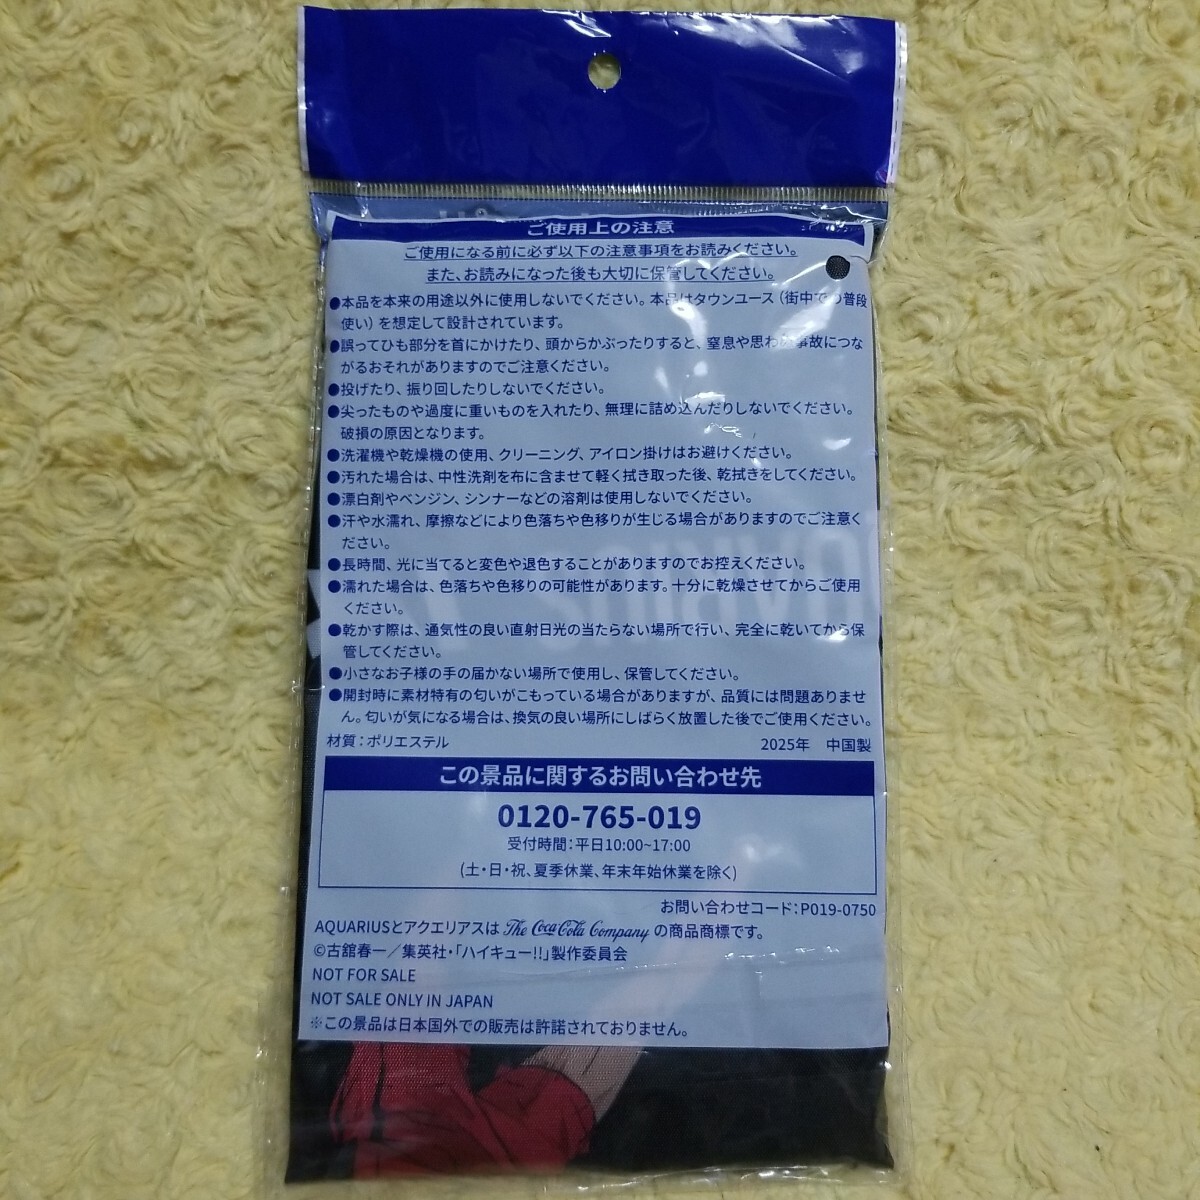 ご使用上の注意
ご使用になる前に必ず以下の注意事項をお読みください。
また、お読みになった後も大切に保管してください。
●本品を本来の用途以外に使用しないでください。本品はタウンユース（街中での普段
使い）を想定して設計されています。
●誤ってひも部分を首にかけたり、頭からかぶったりすると、窒息や思わぬ事故につな
がるおそれがありますのでご注意ください。
●投げたり、振り回したりしないでください。
●尖ったものや過度に重いものを入れたり、無理に詰め込んだりしないでください。
破損の原因となります。
●洗濯機や乾燥機の使用、クリーニング、アイロン掛けはお避けください。
●汚れた場合は、中性洗剤を布に含ませて軽く拭き取った後、乾拭きをしてください。
●漂白剤やベンジン、シンナーなどの溶剤は使用しないでください。
●汗や水濡れ、摩擦などにより色落ちや色移りが生じる場合がありますのでご注意く
ださい。
●長時間、光に当てると変色や退色することがありますのでお控えください。
●濡れた場合は、色落ちや色移りの可能性があります。十分に乾燥させてからご使用
ください。
●乾かす際は、通気性の良い直射日光の当たらない場所で行い、完全に乾いてから保
管してください。
●小さなお子様の手の届かない場所で使用し、保管してください。
●開封時に素材特有の匂いがこもっている場合がありますが、品質には問題ありませ
ん。匂いが気になる場合は、換気の良い場所にしばらく放置した後でご使用ください。
材質：ポリエステル 2025年 中国製
この景品に関するお問い合わせ先
0120-765-019
受付時間：平日10:00~17:00
(土・日・祝、夏季休業、年末年始休業を除く)
お問い合わせコード：P019-0750
AQUARIUSとアクエリアスは The Coca-Cola Company の商品商標です。
©古舘春一／集英社・「ハイキュー!!」製作委員会
NOT FOR SALE
NOT SALE ONLY IN JAPAN
※この景品は日本国外での販売は許諾されておりません。